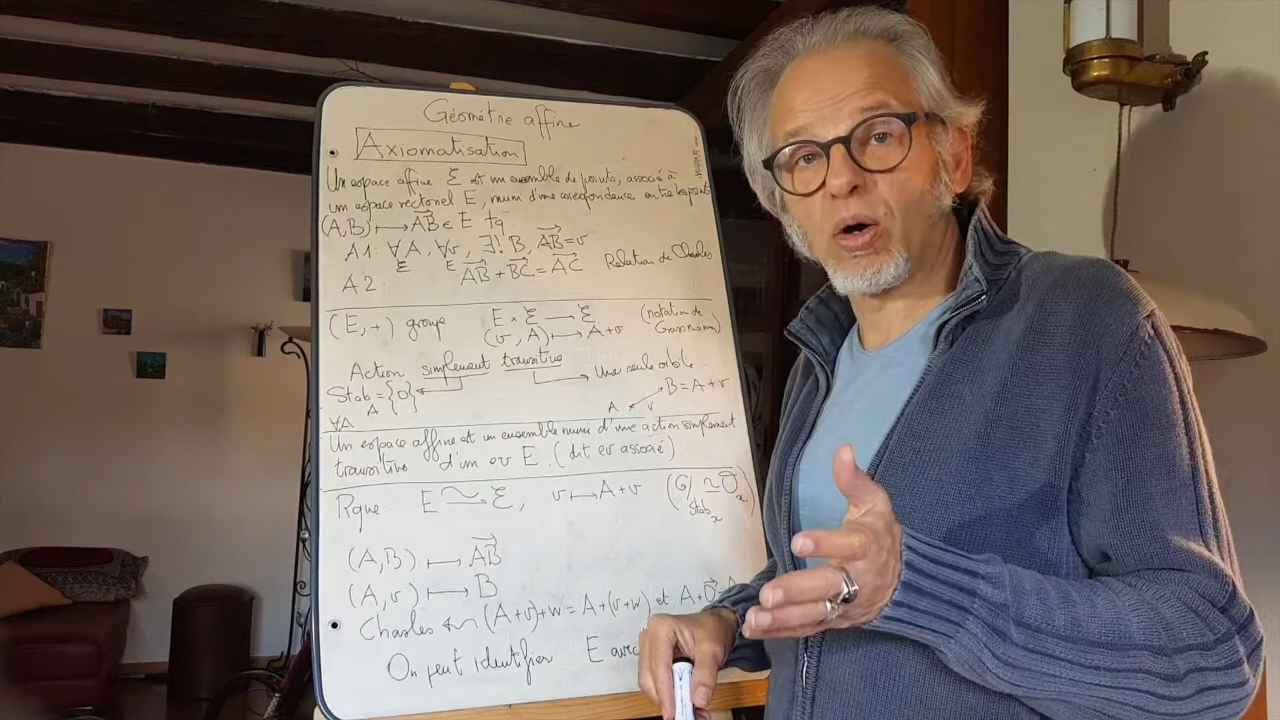 Géométrie affine
Axiomatisation
Un espace affine ℰ est un ensemble de points, associé à
un espace vectoriel E, muni d'une correspondance entre les points
(A,B) ⟼ A͞B⃗ ∈ E tq
A1: ∀A, ∀v, ∃! B, AB⃗ = v
ℰ E
A2: AB⃗ + BC⃗ = AC⃗ Relation de Chasles
(E,+) groupe E × ℰ ⟶ ℰ (notation de
(v, A) ⟼ A+v Grassmann)
Action simplement transitive
Stab = {0} Une seule orbite.
A
∀A
A v B = A + v
Un espace affine est un ensemble muni d'une action simplement
transitive d'un ev E. (dit ev associé)
Rque: E ⥲ ℰ, v ⟼ A+v (G/Stab_x ≃ O_x)
(A,B) ⟼ AB⃗
(A,v) ⟼ B
Chasles ⟺ (A+v)+w = A+(v+w) et A+0⃗ = A
On peut identifier E avec